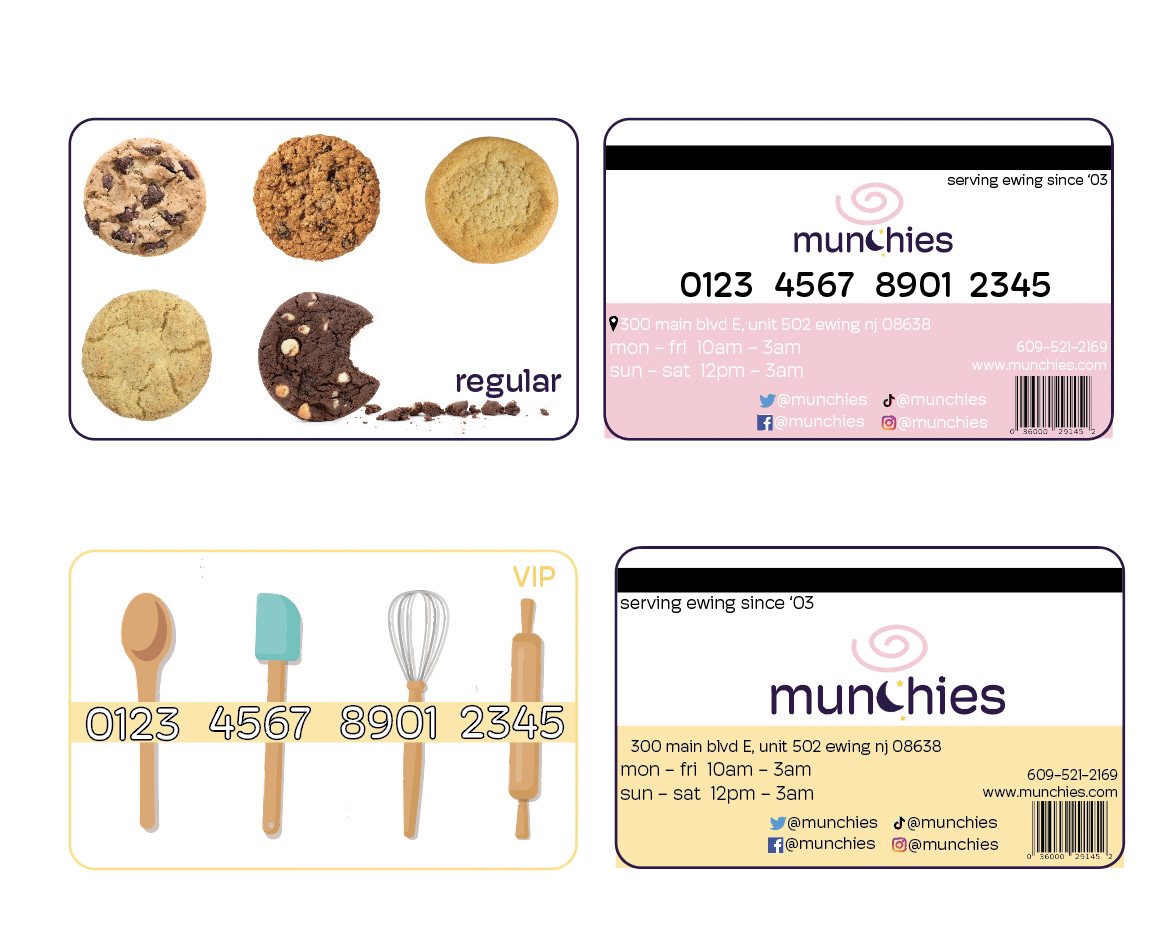 regular
serving ewing since ‘03
munchies
0123 4567 8901 2345
300 main blvd E, unit 502 ewing nj 08638
mon – fri 10am – 3am
609-521-2169
sun – sat 12pm – 3am
www.munchies.com
@munchies @munchies
@munchies @munchies
0 36000 29145 2
VIP
0123 4567 8901 2345
serving ewing since ‘03
munchies
300 main blvd E, unit 502 ewing nj 08638
mon – fri 10am – 3am
609-521-2169
sun – sat 12pm – 3am
www.munchies.com
@munchies @munchies
@munchies @munchies
0 36000 29145 2